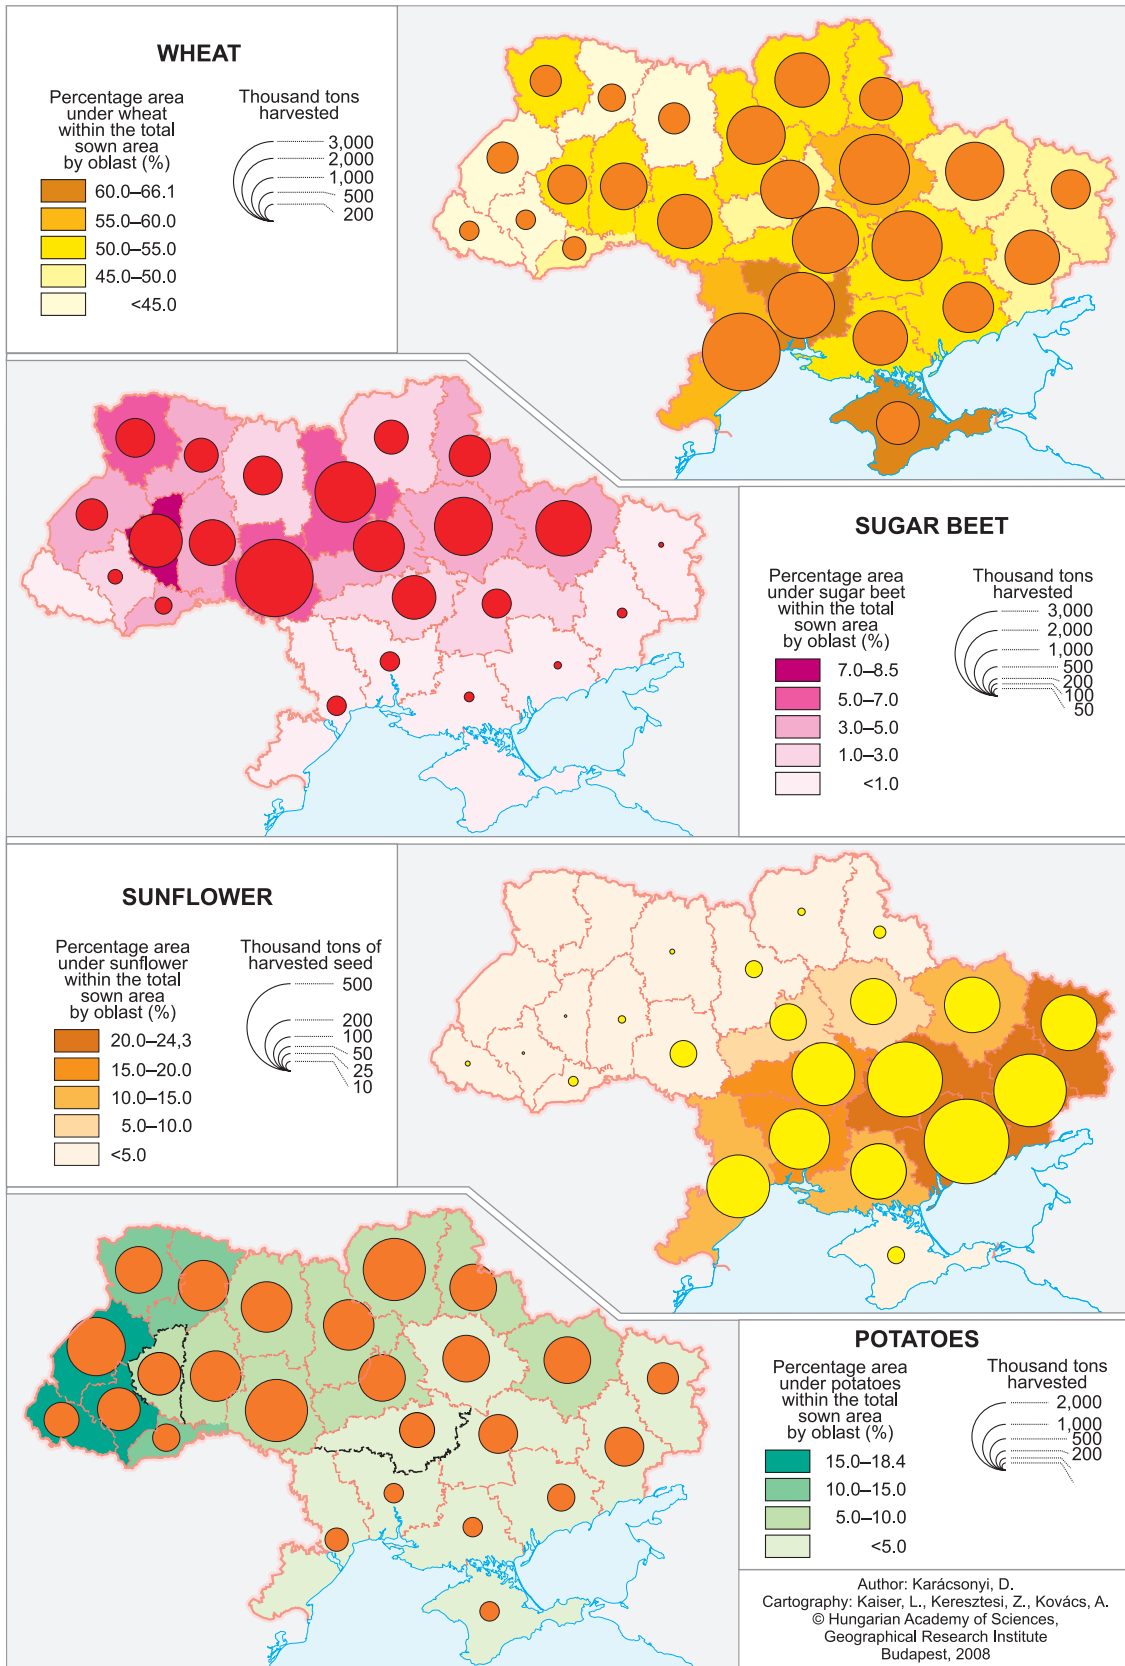 WHEAT
Percentage area
under wheat
within the total
sown area
by oblast (%)
60.0–66.1
55.0–60.0
50.0–55.0
45.0–50.0
<45.0
Thousand tons
harvested
3,000
2,000
1,000
500
200
SUGAR BEET
Percentage area
under sugar beet
within the total
sown area
by oblast (%)
7.0–8.5
5.0–7.0
3.0–5.0
1.0–3.0
<1.0
Thousand tons
harvested
3,000
2,000
1,000
500
200
100
50
SUNFLOWER
Percentage area
under sunflower
within the total
sown area
by oblast (%)
20.0–24,3
15.0–20.0
10.0–15.0
5.0–10.0
<5.0
Thousand tons of
harvested seed
500
200
100
50
25
10
POTATOES
Percentage area
under potatoes
within the total
sown area
by oblast (%)
15.0–18.4
10.0–15.0
5.0–10.0
<5.0
Thousand tons
harvested
2,000
1,000
500
200
Author: Karácsonyi, D.
Cartography: Kaiser, L., Keresztesi, Z., Kovács, A.
© Hungarian Academy of Sciences,
Geographical Research Institute
Budapest, 2008